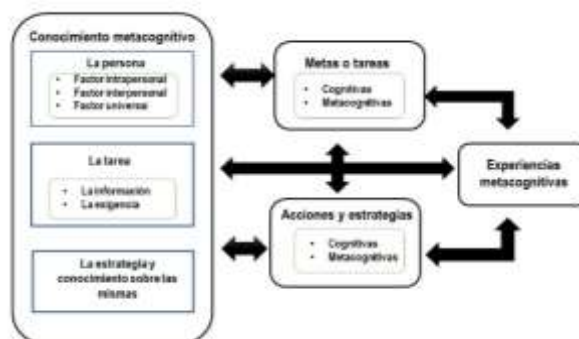 Conocimiento metacognitivo
La persona
• Factor intrapersonal
• Factor interpersonal
• Factor universal
La tarea
• La información
• La exigencia
La estrategia y
conocimiento sobre las
mismas
Metas o tareas
• Cognitivas
• Metacognitivas
Acciones y estrategias
• Cognitivas
• Metacognitivas
Experiencias
metacognitivas